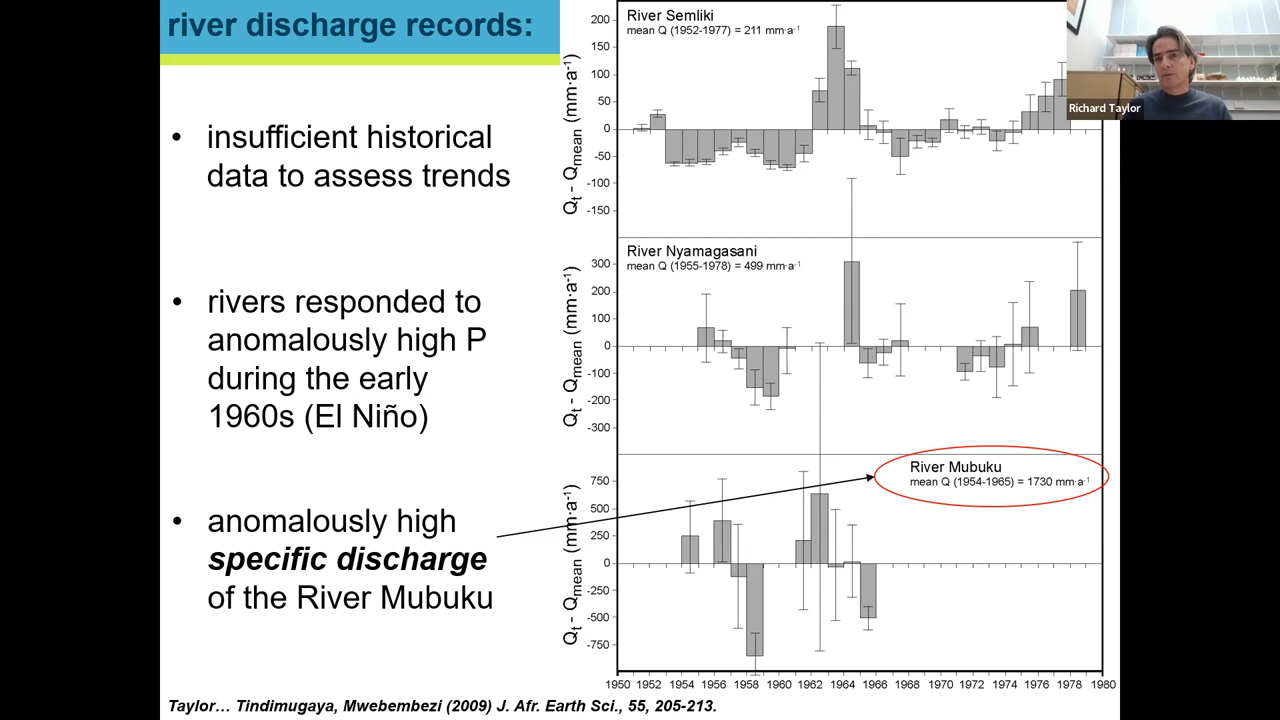 river discharge records:
• insufficient historical
data to assess trends
• rivers responded to
anomalously high P
during the early
1960s (El Niño)
• anomalously high
specific discharge
of the River Mubuku
Taylor… Tindimugaya, Mwebembezi (2009) J. Afr. Earth Sci., 55, 205-213.
River Semliki
mean Q (1952-1977) = 211 mm·a⁻¹
Qt - Qmean (mm·a⁻¹)
200
150
100
50
0
-50
-100
-150
River Nyamagasani
mean Q (1955-1978) = 499 mm·a⁻¹
Qt - Qmean (mm·a⁻¹)
300
200
100
0
-100
-200
-300
River Mubuku
mean Q (1954-1965) = 1730 mm·a⁻¹
Qt - Qmean (mm·a⁻¹)
750
500
250
0
-250
-500
-750
1950 1952 1954 1956 1958 1960 1962 1964 1966 1968 1970 1972 1974 1976 1978 1980
Richard Taylor